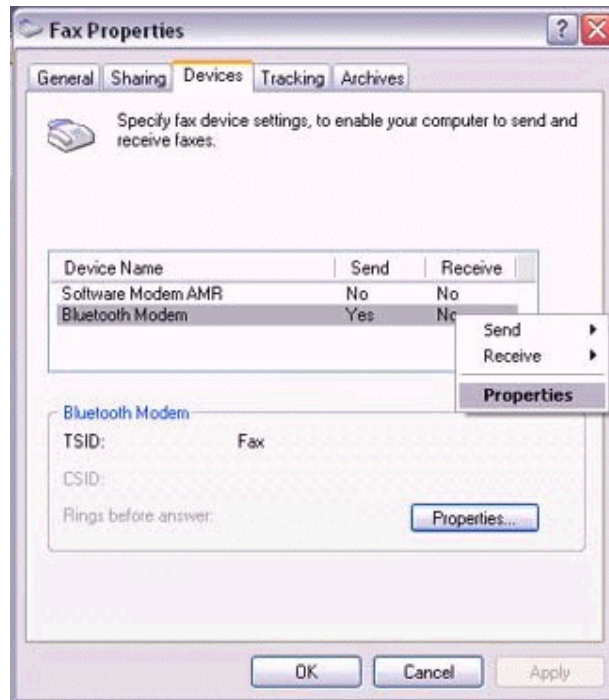 Fax Properties
General Sharing Devices Tracking Archives
Specify fax device settings, to enable your computer to send and
receive faxes.
Device Name Send Receive
Software Modem AMR No No
Bluetooth Modem Yes No
Send
Receive
Properties
Bluetooth Modem
TSID: Fax
CSID:
Rings before answer:
Properties...
OK Cancel Apply